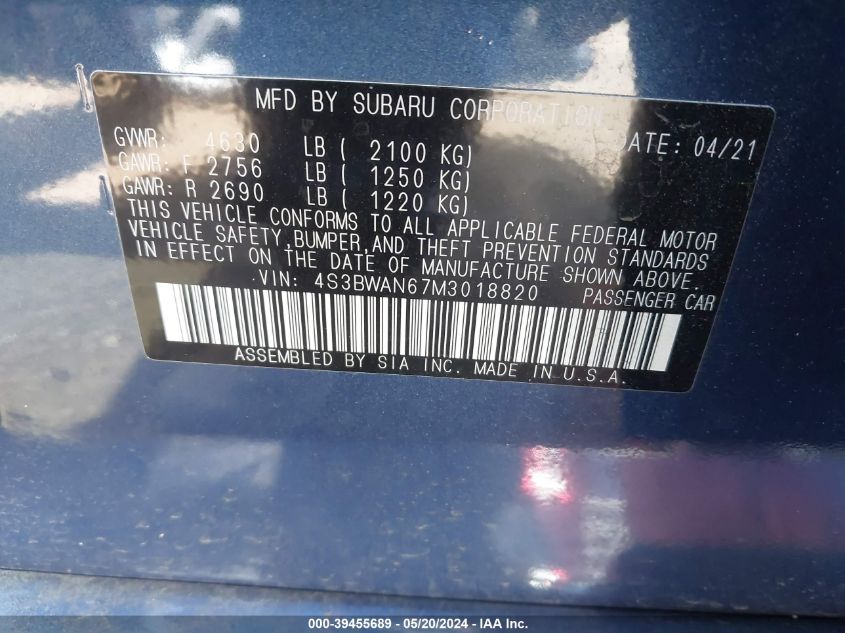 MFD BY SUBARU CORPORATION
GVWR: 4630 LB ( 2100 KG) DATE: 04/21
GAWR: F 2756 LB ( 1250 KG)
GAWR: R 2690 LB ( 1220 KG)
THIS VEHICLE CONFORMS TO ALL APPLICABLE FEDERAL MOTOR
VEHICLE SAFETY,BUMPER,AND THEFT PREVENTION STANDARDS
IN EFFECT ON THE DATE OF MANUFACTURE SHOWN ABOVE.
VIN: 4S3BWAN67M3018820 PASSENGER CAR
ASSEMBLED BY SIA INC. MADE IN U.S.A.
000-39455689 - 05/20/2024 - IAA Inc.